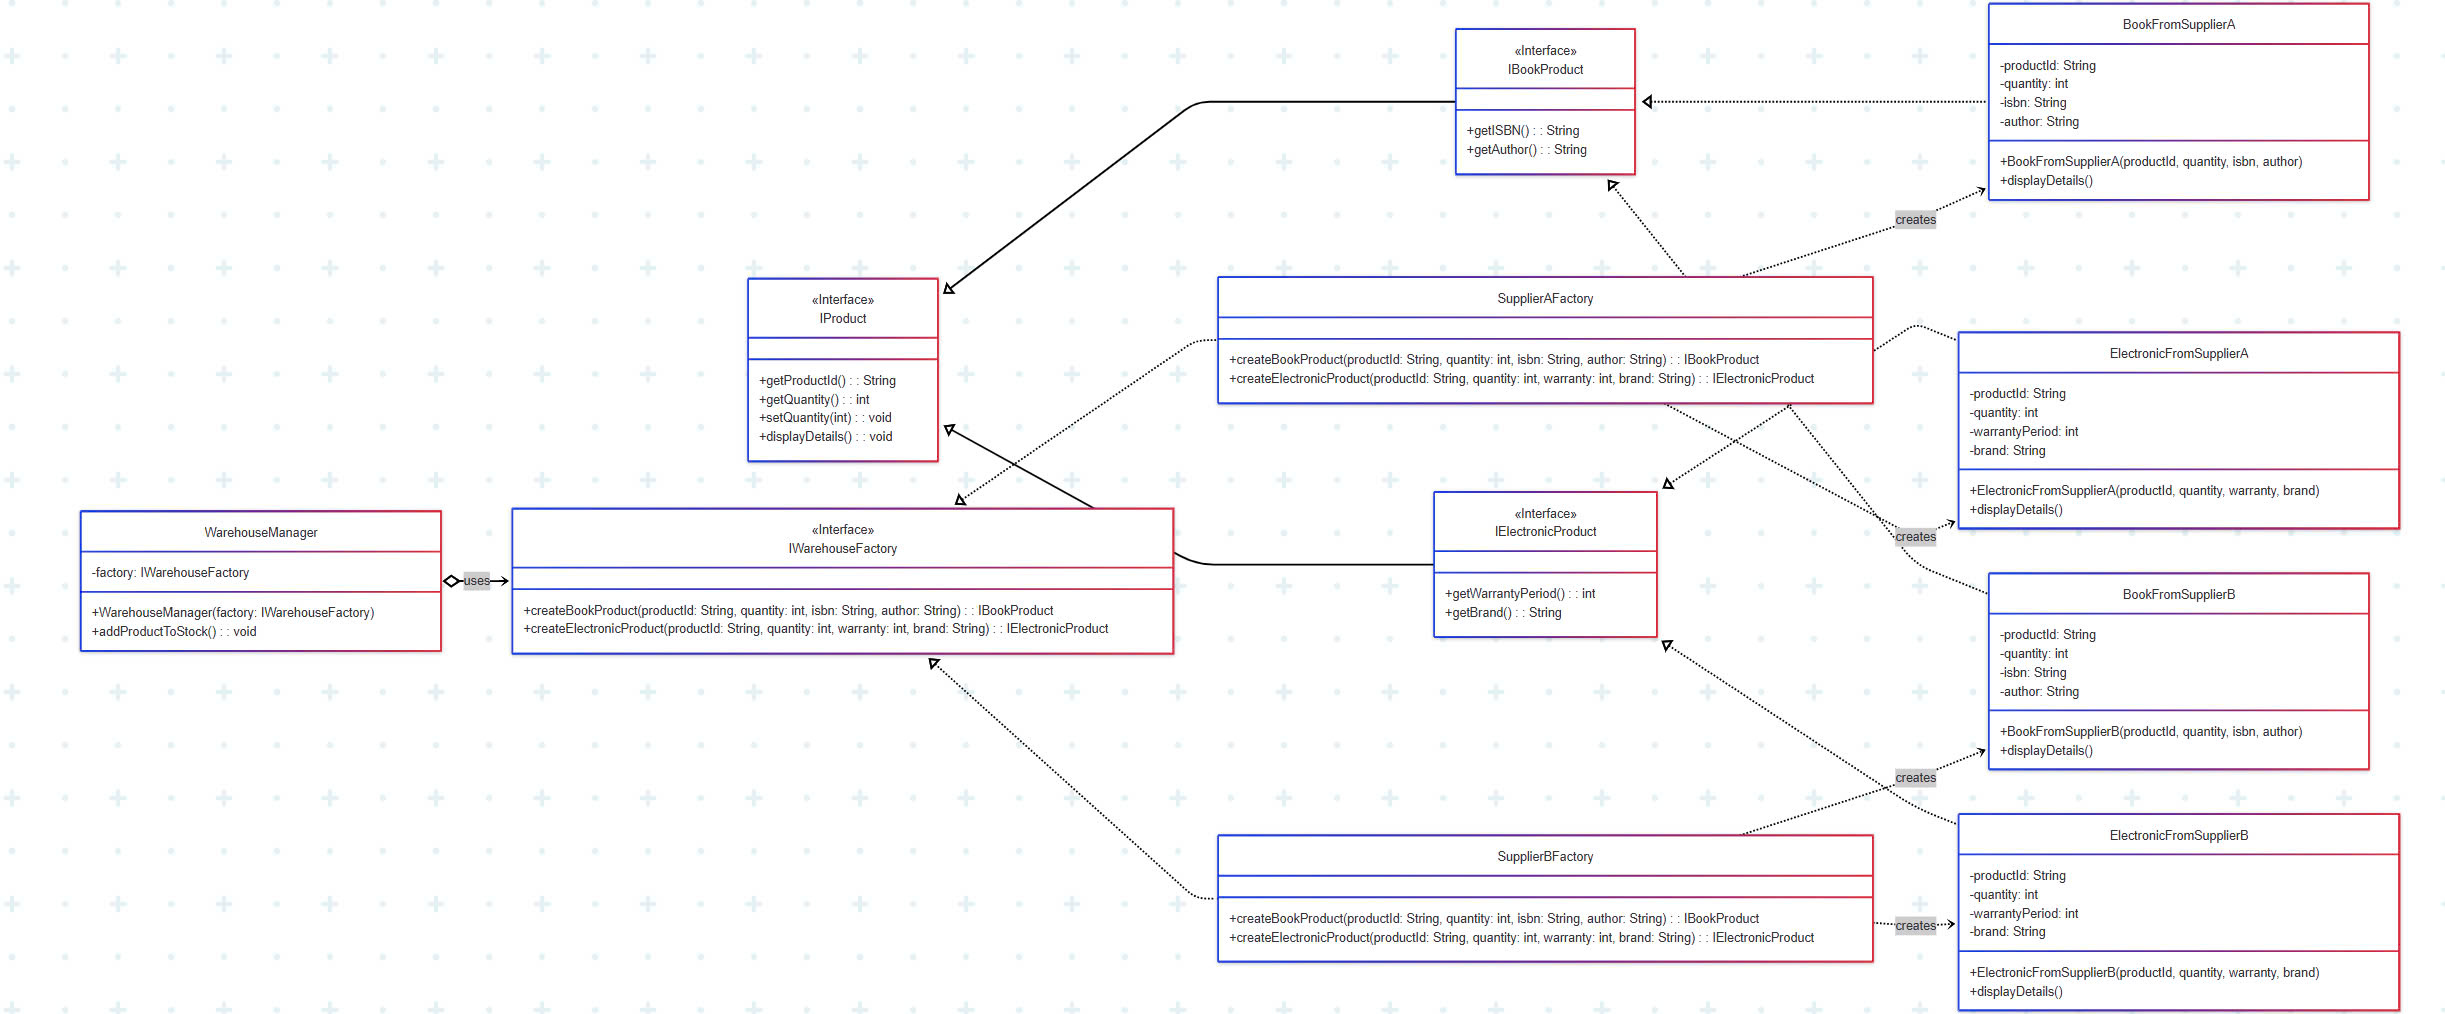 WarehouseManager
-factory: IWarehouseFactory
+WarehouseManager(factory: IWarehouseFactory)
+addProductToStock() : : void
uses
«Interface»
IProduct
+getProductId() : : String
+getQuantity() : : int
+setQuantity(int) : : void
+displayDetails() : : void
«Interface»
IWarehouseFactory
+createBookProduct(productId: String, quantity: int, isbn: String, author: String) : : IBookProduct
+createElectronicProduct(productId: String, quantity: int, warranty: int, brand: String) : : IElectronicProduct
«Interface»
IBookProduct
+getISBN() : : String
+getAuthor() : : String
SupplierAFactory
+createBookProduct(productId: String, quantity: int, isbn: String, author: String) : : IBookProduct
+createElectronicProduct(productId: String, quantity: int, warranty: int, brand: String) : : IElectronicProduct
«Interface»
IElectronicProduct
+getWarrantyPeriod() : : int
+getBrand() : : String
SupplierBFactory
+createBookProduct(productId: String, quantity: int, isbn: String, author: String) : : IBookProduct
+createElectronicProduct(productId: String, quantity: int, warranty: int, brand: String) : : IElectronicProduct
creates
creates
creates
creates
BookFromSupplierA
-productId: String
-quantity: int
-isbn: String
-author: String
+BookFromSupplierA(productId, quantity, isbn, author)
+displayDetails()
ElectronicFromSupplierA
-productId: String
-quantity: int
-warrantyPeriod: int
-brand: String
+ElectronicFromSupplierA(productId, quantity, warranty, brand)
+displayDetails()
BookFromSupplierB
-productId: String
-quantity: int
-isbn: String
-author: String
+BookFromSupplierB(productId, quantity, isbn, author)
+displayDetails()
ElectronicFromSupplierB
-productId: String
-quantity: int
-warrantyPeriod: int
-brand: String
+ElectronicFromSupplierB(productId, quantity, warranty, brand)
+displayDetails()